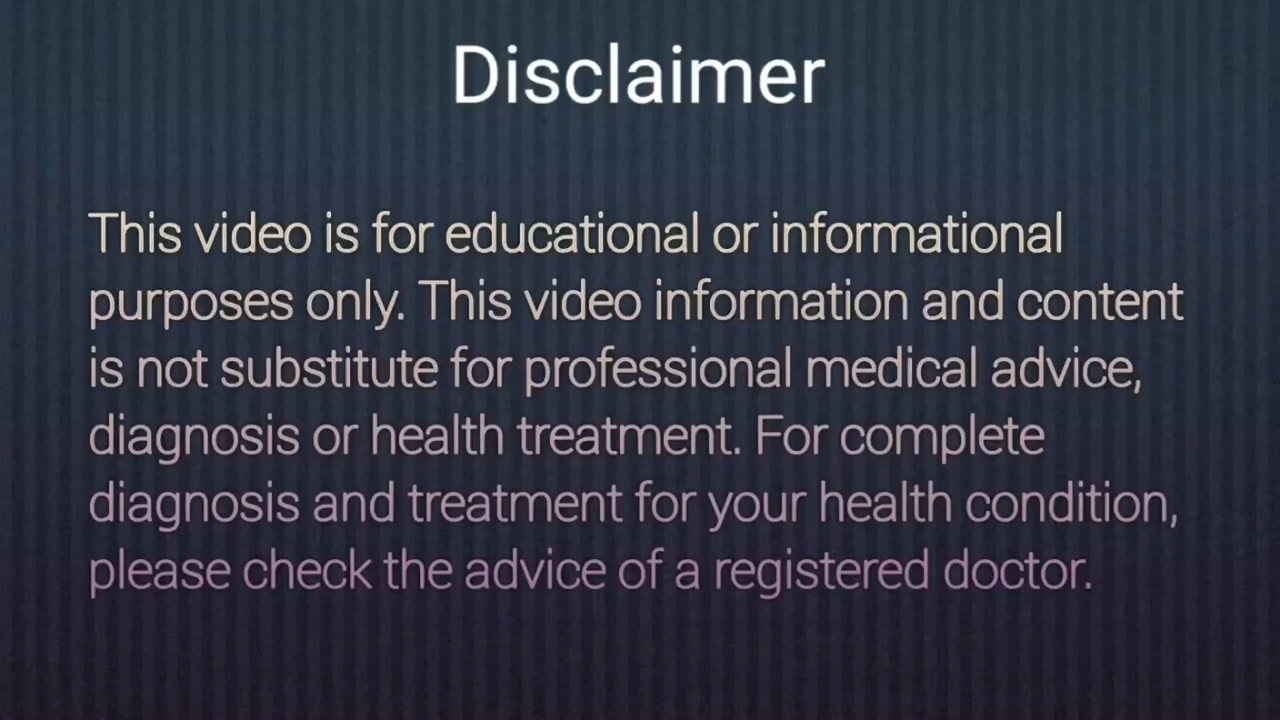 Disclaimer
This video is for educational or informational
purposes only. This video information and content
is not substitute for professional medical advice,
diagnosis or health treatment. For complete
diagnosis and treatment for your health condition,
please check the advice of a registered doctor.